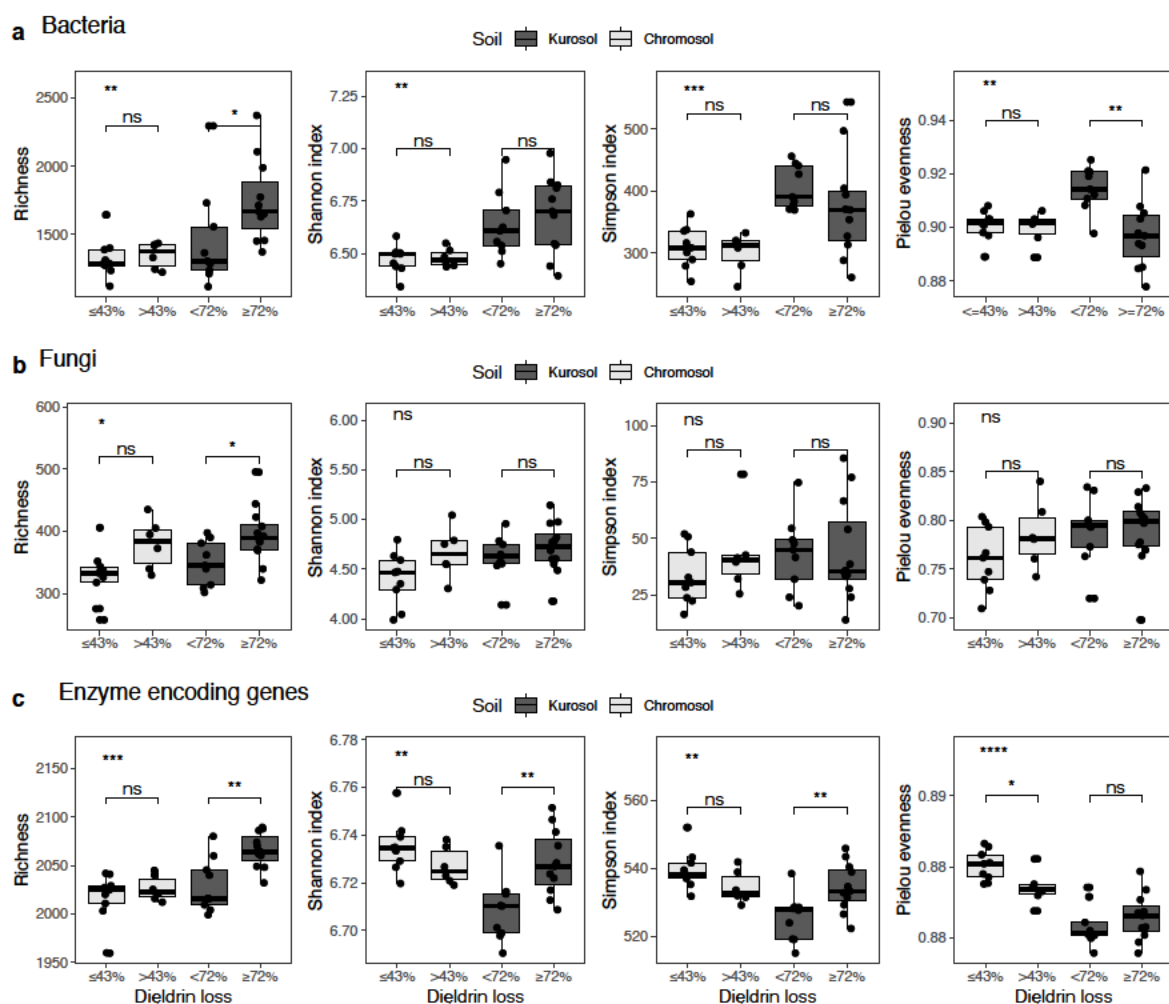 a Bacteria
Soil Kurosol Chromosol
Richness
2500
2000
1500
** ns *
≤43% >43% <72% ≥72%
Shannon index
7.25
7.00
6.75
6.50
** ns ns
≤43% >43% <72% ≥72%
Simpson index
500
400
300
*** ns ns
≤43% >43% <72% ≥72%
Pielou evenness
0.94
0.92
0.90
0.88
** ns **
<=43% >43% <72% >=72%
b Fungi
Soil Kurosol Chromosol
Richness
600
500
400
300
* ns *
≤43% >43% <72% ≥72%
Shannon index
6.00
5.50
5.00
4.50
4.00
ns ns ns
≤43% >43% <72% ≥72%
Simpson index
100
75
50
25
ns ns ns
≤43% >43% <72% ≥72%
Pielou evenness
0.90
0.85
0.80
0.75
0.70
ns ns ns
≤43% >43% <72% ≥72%
c Enzyme encoding genes
Soil Kurosol Chromosol
Richness
2150
2100
2050
2000
1950
*** ns **
≤43% >43% <72% ≥72%
Dieldrin loss
Shannon index
6.78
6.76
6.74
6.72
6.70
** ns **
≤43% >43% <72% ≥72%
Dieldrin loss
Simpson index
560
540
520
** ns **
≤43% >43% <72% ≥72%
Dieldrin loss
Pielou evenness
0.89
0.88
0.88
**** * ns
≤43% >43% <72% ≥72%
Dieldrin loss